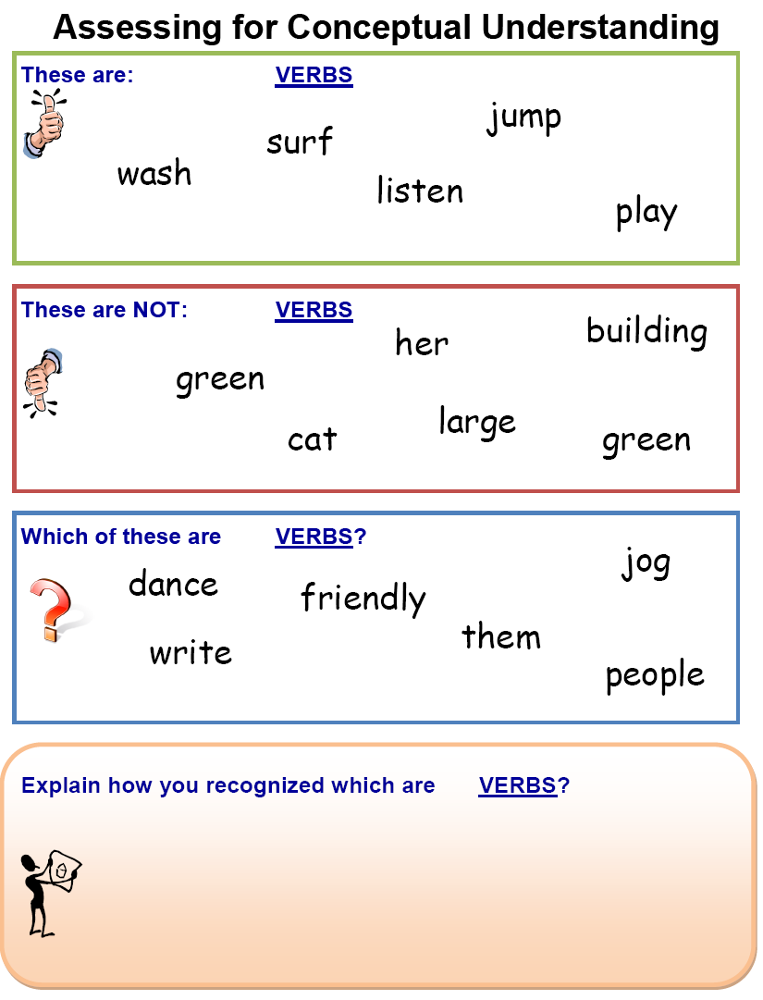 Assessing for Conceptual Understanding
These are: VERBS
jump
surf
wash
listen
play
These are NOT: VERBS
her
building
green
large
cat
green
Which of these are VERBS?
jog
dance
friendly
them
write
people
Explain how you recognized which are VERBS?